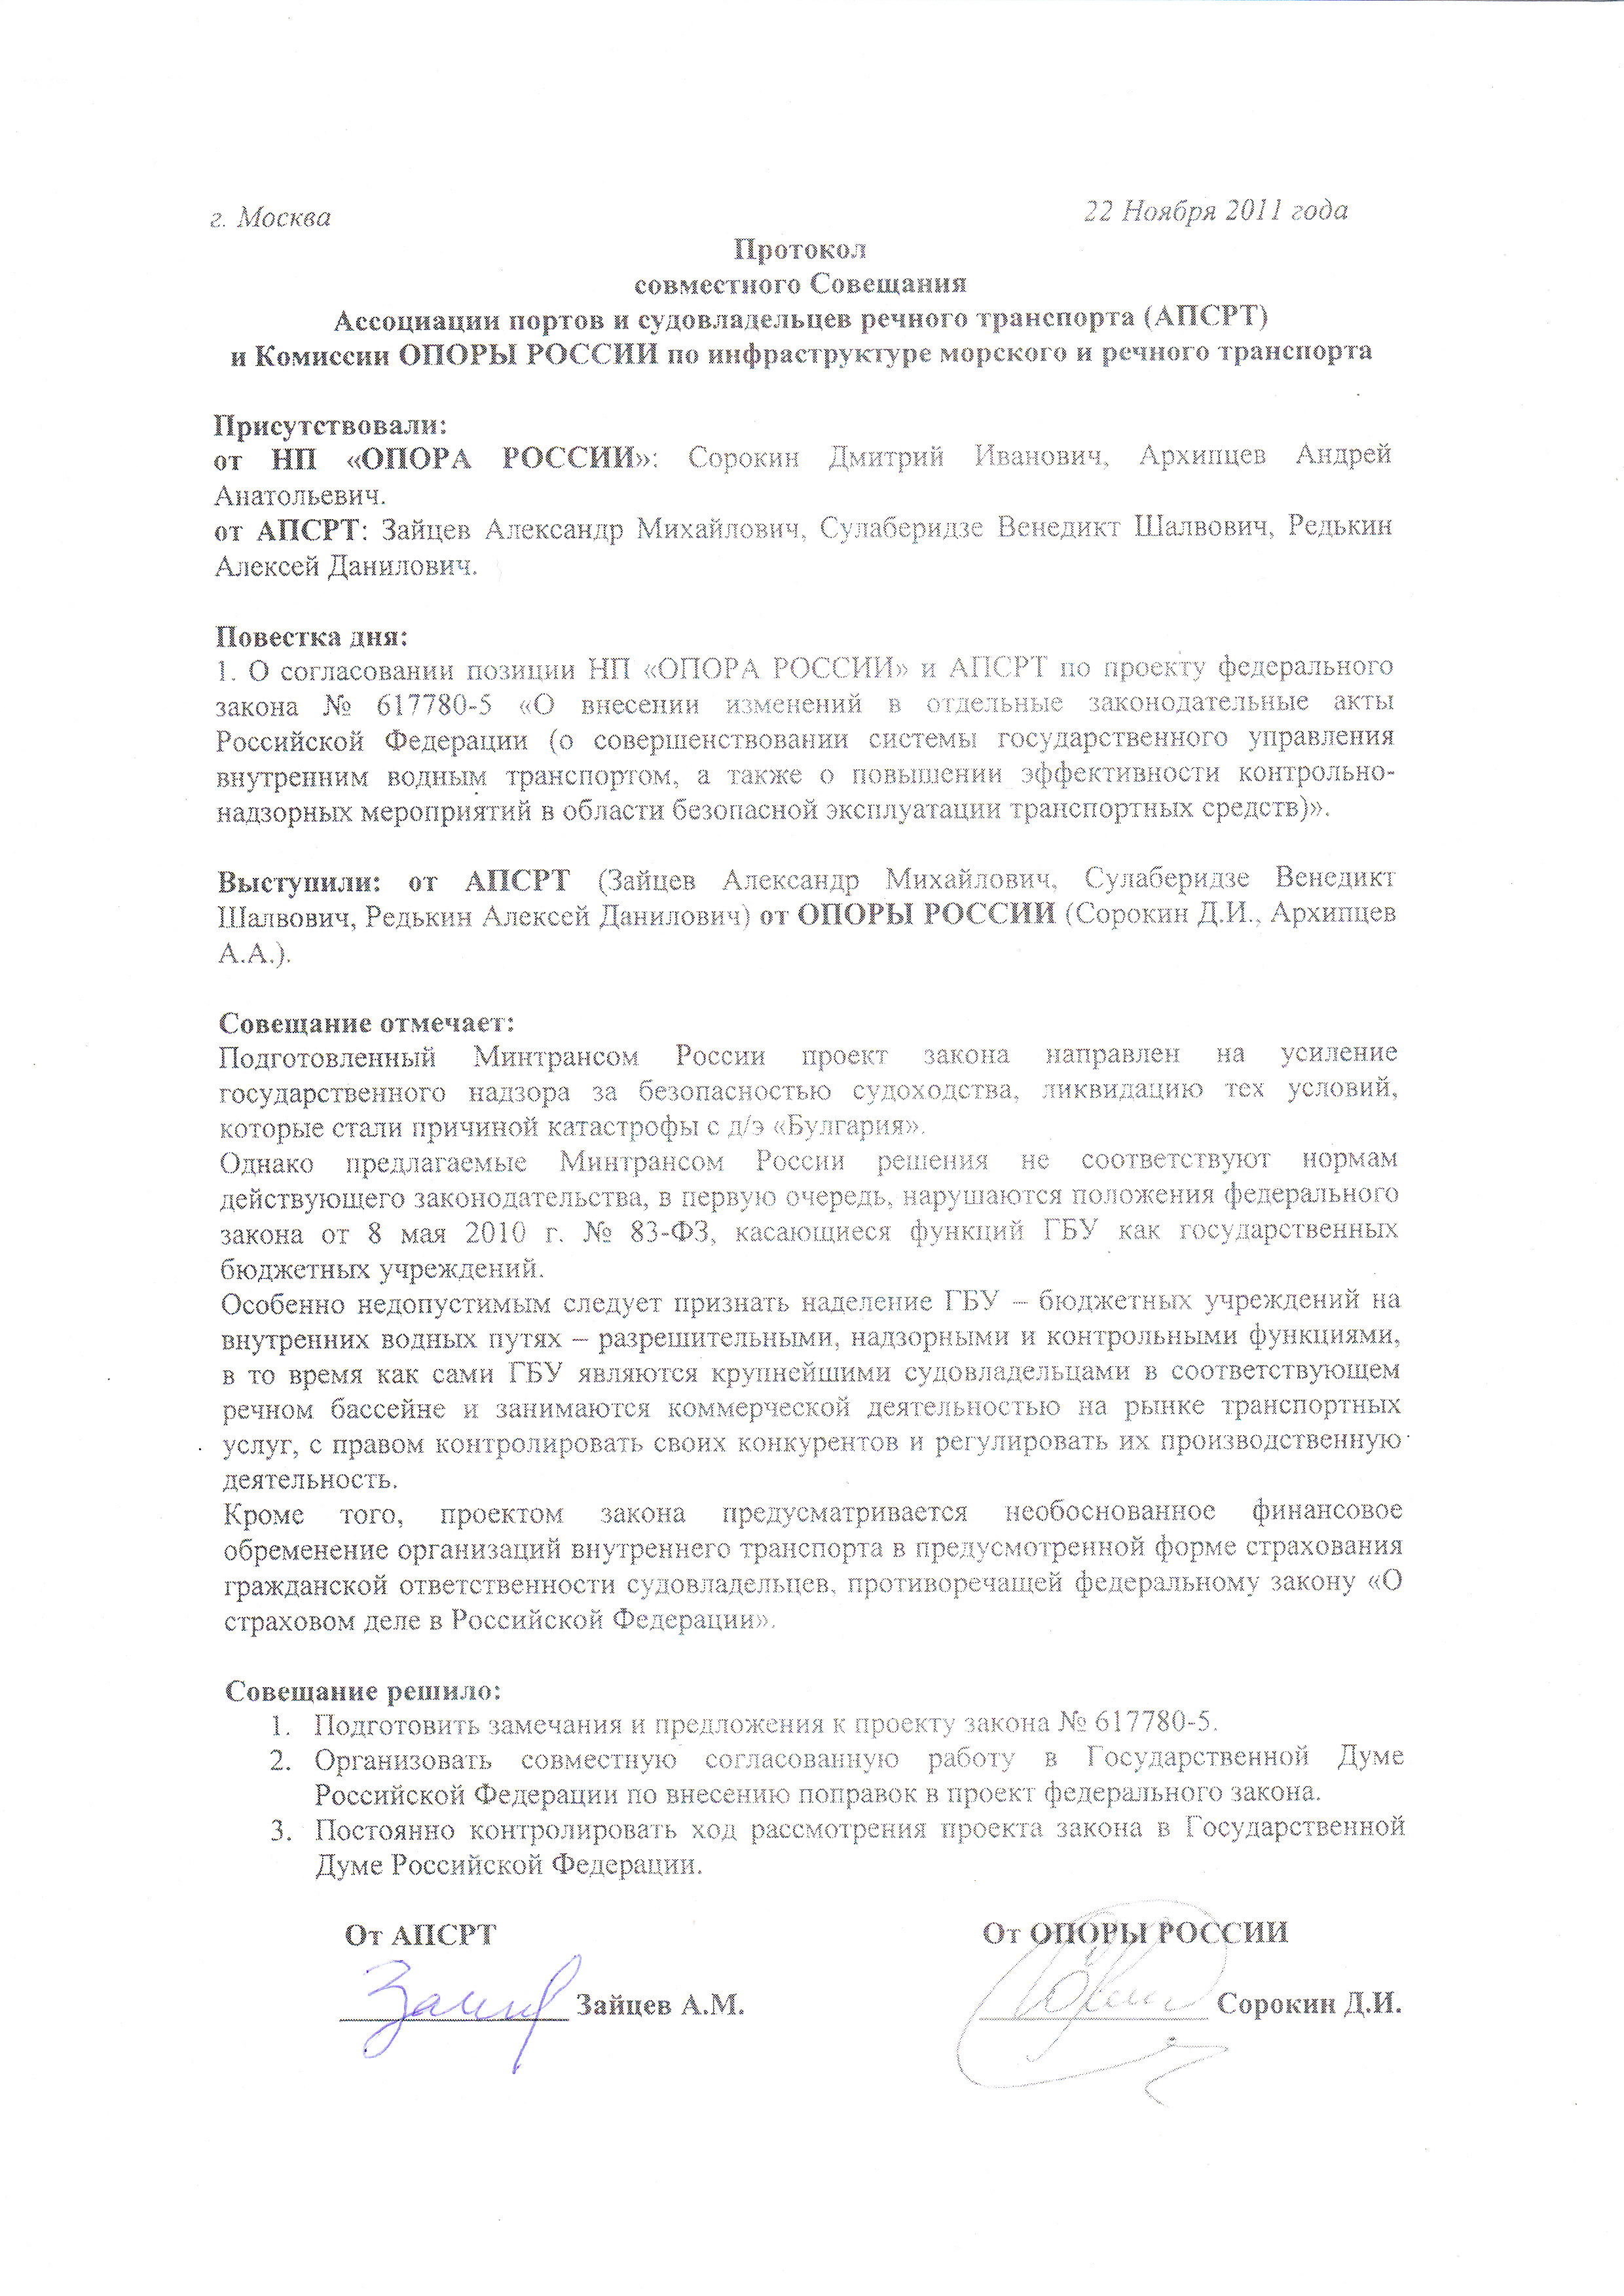 г. Москва
22 Ноября 2011 года
Протокол
совместного Совещания
Ассоциации портов и судовладельцев речного транспорта (АПСРТ)
и Комиссии ОПОРЫ РОССИИ по инфраструктуре морского и речного транспорта
Присутствовали:
от НП «ОПОРА РОССИИ»: Сорокин Дмитрий Иванович, Архипцев Андрей
Анатольевич.
от АПСРТ: Зайцев Александр Михайлович, Сулаберидзе Венедикт Шалвович, Редькин
Алексей Данилович.
Повестка дня:
1. О согласовании позиции НП «ОПОРА РОССИИ» и АПСРТ по проекту федерального
закона № 617780-5 «О внесении изменений в отдельные законодательные акты
Российской Федерации (о совершенствовании системы государственного управления
внутренним водным транспортом, а также о повышении эффективности контрольно-
надзорных мероприятий в области безопасной эксплуатации транспортных средств)».
Выступили: от АПСРТ (Зайцев Александр Михайлович, Сулаберидзе Венедикт
Шалвович, Редькин Алексей Данилович) от ОПОРЫ РОССИИ (Сорокин Д.И., Архипцев
А.А.).
Совещание отмечает:
Подготовленный Минтрансом России проект закона направлен на усиление
государственного надзора за безопасностью судоходства, ликвидацию тех условий,
которые стали причиной катастрофы с д/э «Булгария».
Однако предлагаемые Минтрансом России решения не соответствуют нормам
действующего законодательства, в первую очередь, нарушаются положения федерального
закона от 8 мая 2010 г. № 83-ФЗ, касающиеся функций ГБУ как государственных
бюджетных учреждений.
Особенно недопустимым следует признать наделение ГБУ – бюджетных учреждений на
внутренних водных путях – разрешительными, надзорными и контрольными функциями,
в то время как сами ГБУ являются крупнейшими судовладельцами в соответствующем
речном бассейне и занимаются коммерческой деятельностью на рынке транспортных
услуг, с правом контролировать своих конкурентов и регулировать их производственную
деятельность.
Кроме того, проектом закона предусматривается необоснованное финансовое
обременение организаций внутреннего транспорта в предусмотренной форме страхования
гражданской ответственности судовладельцев, противоречащей федеральному закону «О
страховом деле в Российской Федерации».
Совещание решило:
1. Подготовить замечания и предложения к проекту закона № 617780-5.
2. Организовать совместную согласованную работу в Государственной Думе
Российской Федерации по внесению поправок в проект федерального закона.
3. Постоянно контролировать ход рассмотрения проекта закона в Государственной
Думе Российской Федерации.
От АПСРТ
От ОПОРЫ РОССИИ
Зайцев А.М.
Сорокин Д.И.